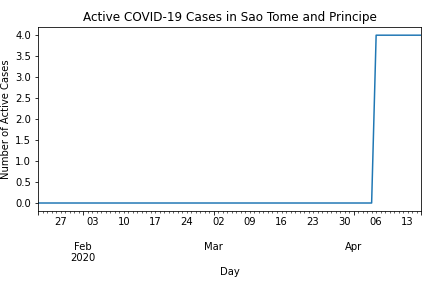 Active COVID-19 Cases in Sao Tome and Principe
Number of Active Cases
4.0
3.5
3.0
2.5
2.0
1.5
1.0
0.5
0.0
27 03 10 17 24 02 09 16 23 30 06 13
Feb Mar Apr
2020
Day